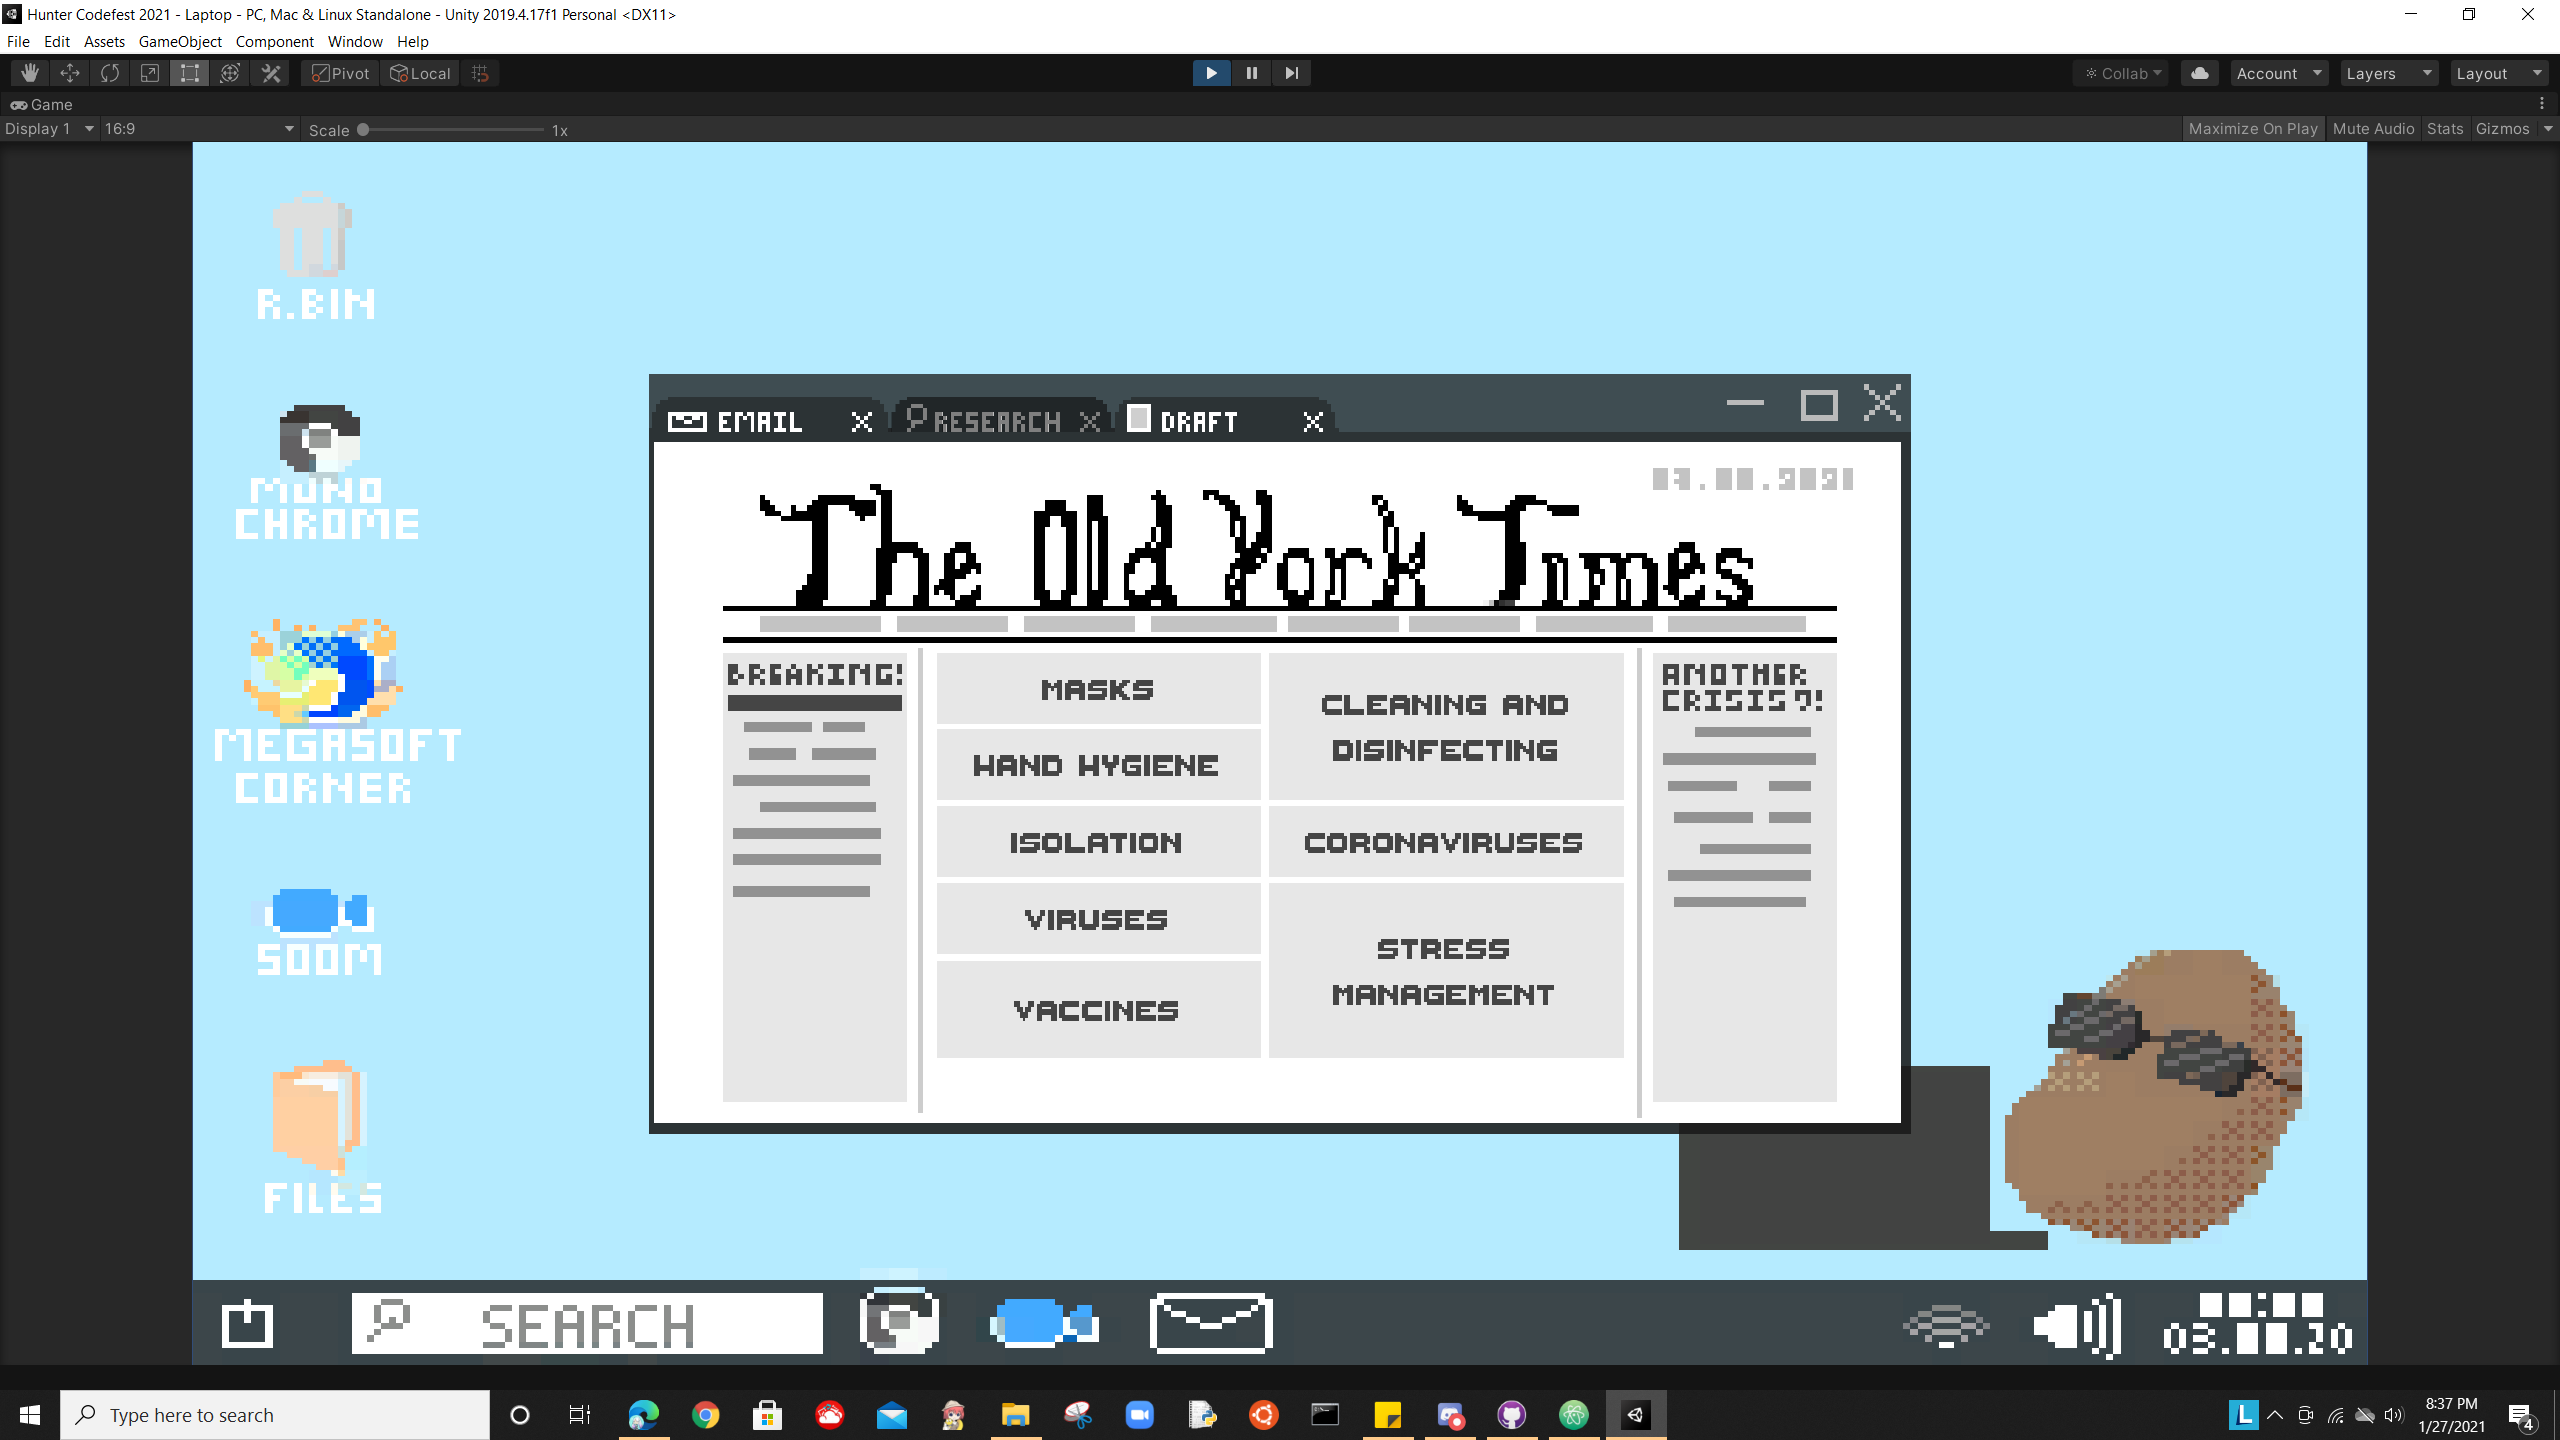 Hunter Codefest 2021 - Laptop - PC, Mac & Linux Standalone - Unity 2019.4.17f1 Personal <DX11>
File Edit Assets GameObject Component Window Help
Pivot Local Collab Account Layers Layout
Game
Display 1 16:9 Scale 1x Maximize On Play Mute Audio Stats Gizmos
R.BIN
MONO
CHROME
MEGASOFT
CORNER
SOOM
FILES
EMAIL RESEARCH DRAFT
The Old York Times
BREAKING!
MASKS
HAND HYGIENE
ISOLATION
VIRUSES
VACCINES
CLEANING AND
DISINFECTING
CORONAVIRUSES
STRESS
MANAGEMENT
ANOTHER
CRISIS?!
SEARCH
Type here to search
L
8:37 PM
1/27/2021
4